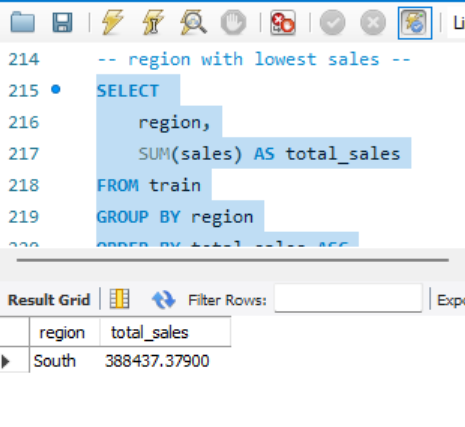 Li
214 -- region with lowest sales --
215 SELECT
216 region,
217 SUM(sales) AS total_sales
218 FROM train
219 GROUP BY region
220 ORDER BY total_sales ASC
Result Grid Filter Rows: Expo
region total_sales
South 388437.37900